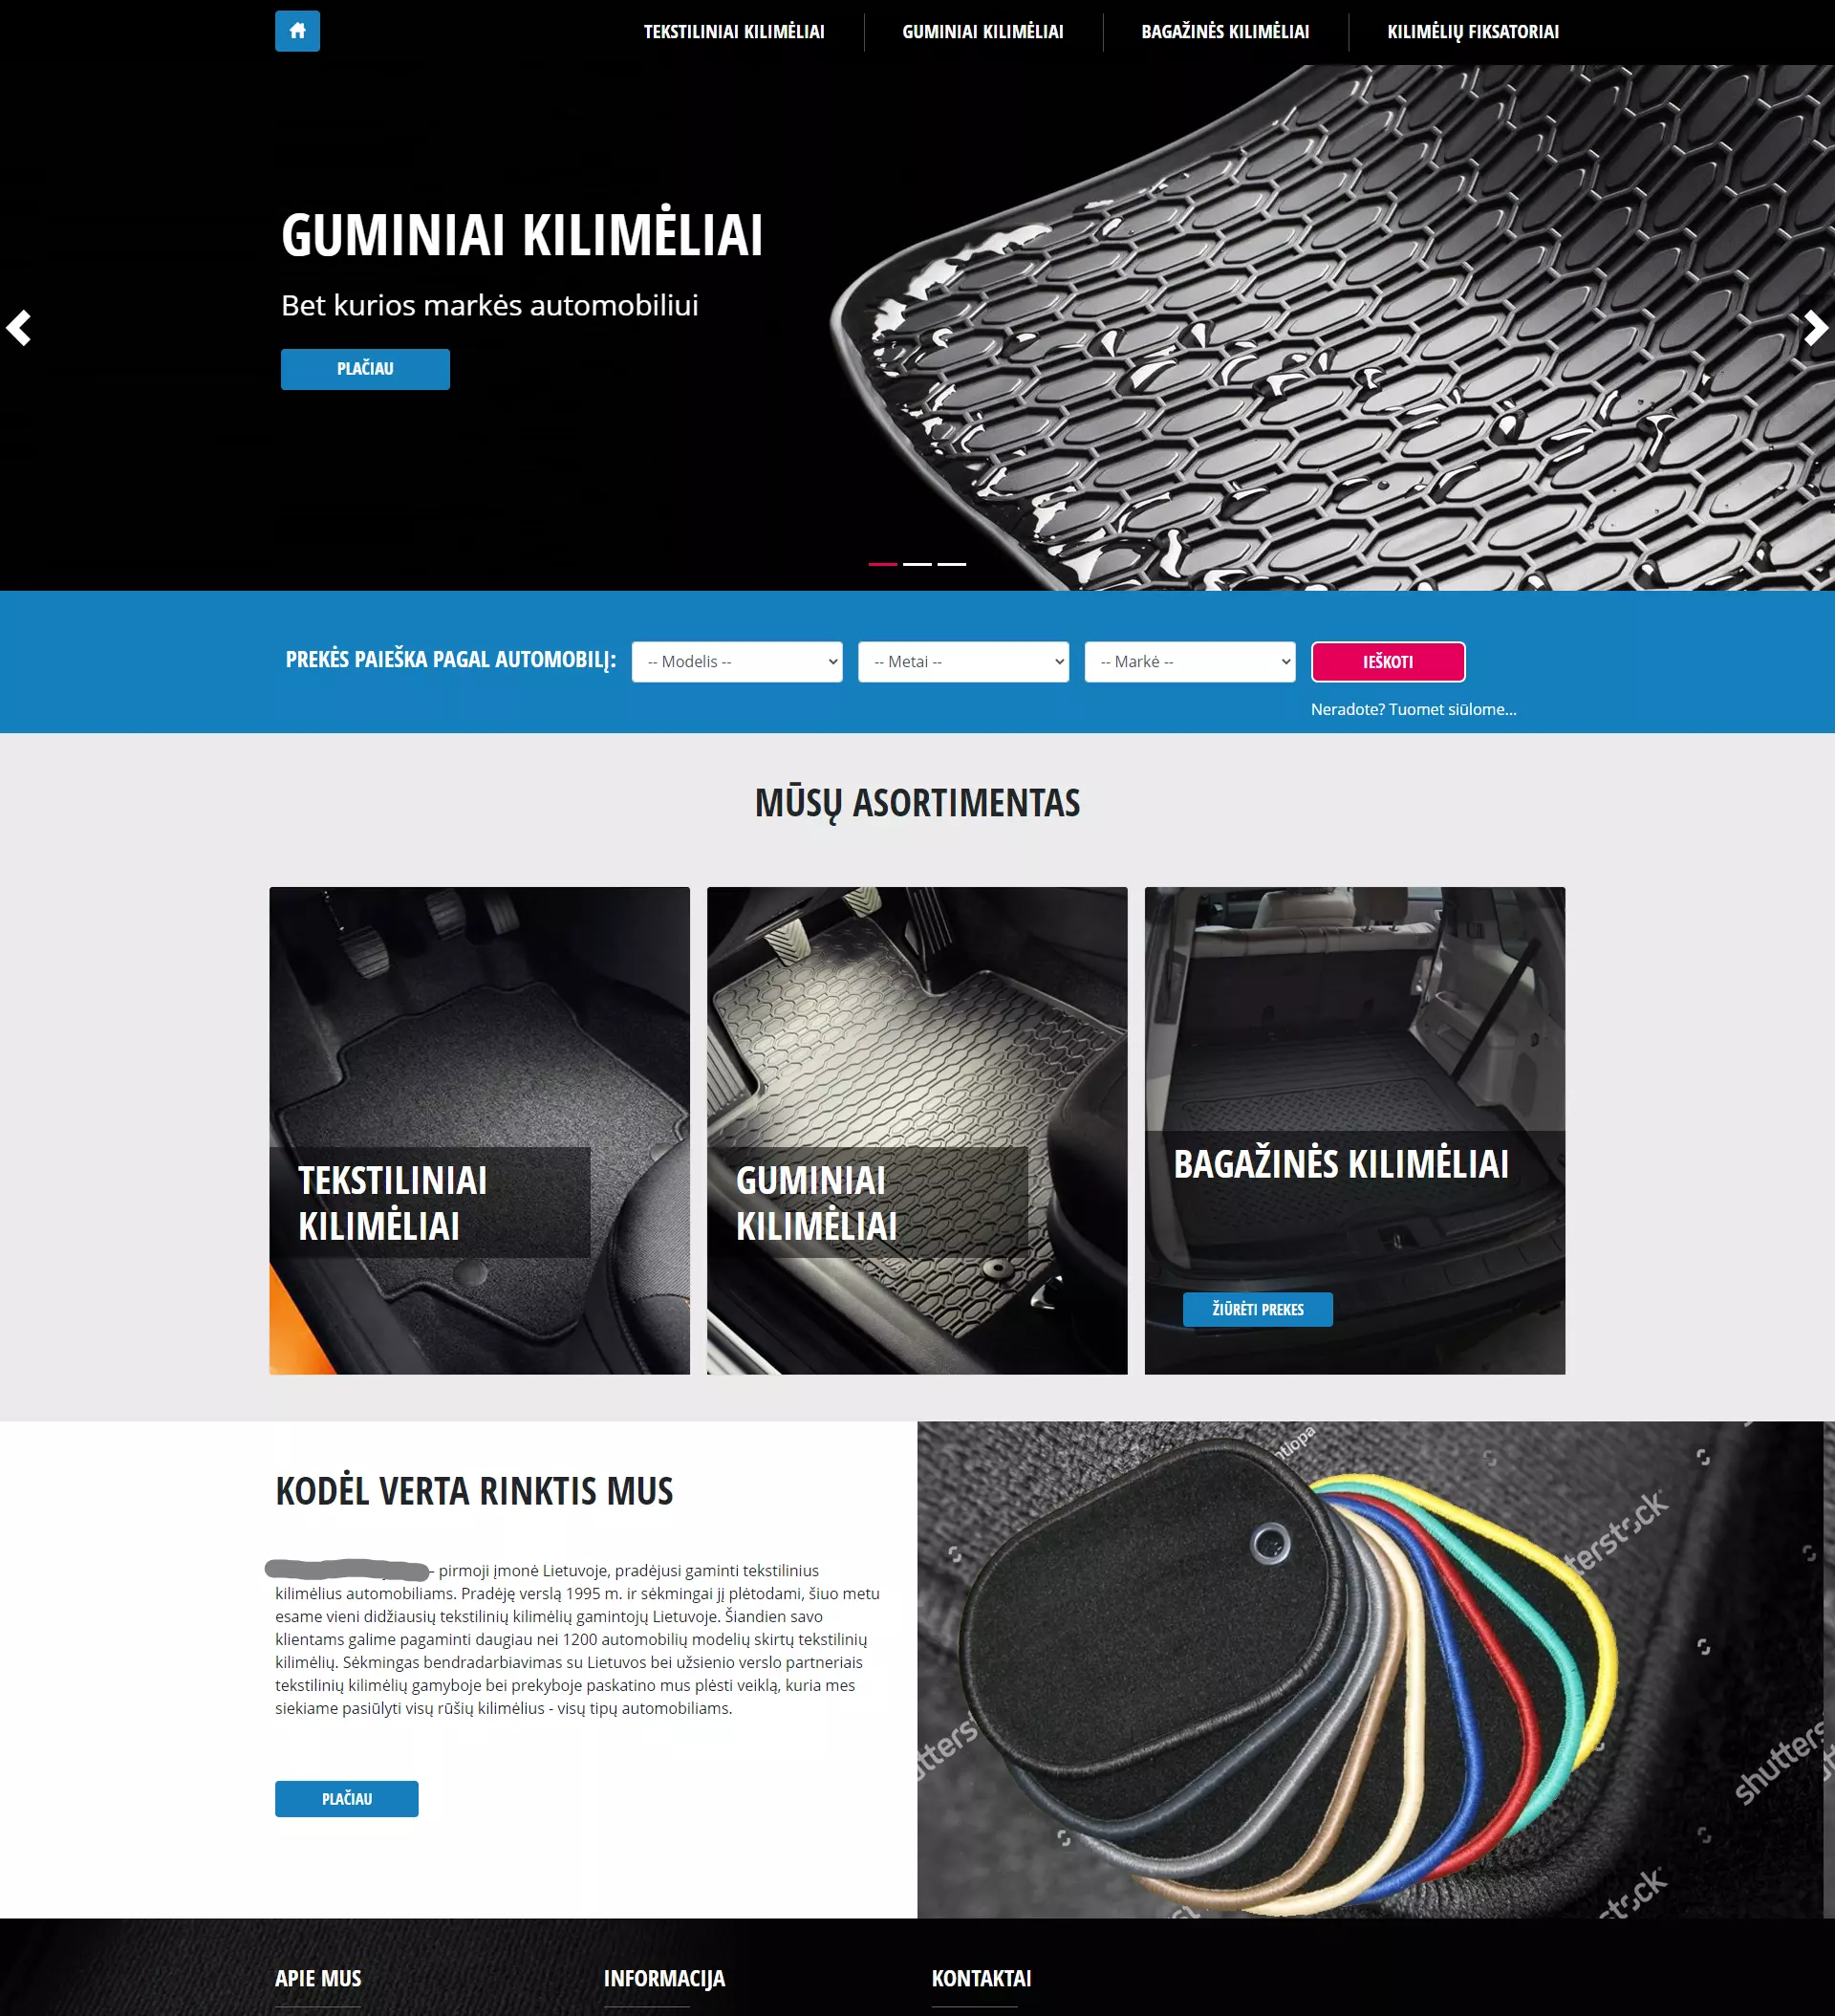 TEKSTILINIAI KILIMĖLIAI
GUMINIAI KILIMĖLIAI
BAGAŽINĖS KILIMĖLIAI
KILIMĖLIŲ FIKSATORIAI
GUMINIAI KILIMĖLIAI
Bet kurios markės automobiliui
PLAČIAU
PREKĖS PAIEŠKA PAGAL AUTOMOBILĮ:
-- Modelis --
-- Metai --
-- Markė --
IEŠKOTI
Neradote? Tuomet siūlome...
MŪSŲ ASORTIMENTAS
TEKSTILINIAI
KILIMĖLIAI
GUMINIAI
KILIMĖLIAI
BAGAŽINĖS KILIMĖLIAI
ŽIŪRĖTI PREKES
KODĖL VERTA RINKTIS MUS
- pirmoji įmonė Lietuvoje, pradėjusi gaminti tekstilinius
kilimėlius automobiliams. Pradėję verslą 1995 m. ir sėkmingai jį plėtodami, šiuo metu
esame vieni didžiausių tekstilinių kilimėlių gamintojų Lietuvoje. Šiandien savo
klientams galime pagaminti daugiau nei 1200 automobilių modelių skirtų tekstilinių
kilimėlių. Sėkmingas bendradarbiavimas su Lietuvos bei užsienio verslo partneriais
tekstilinių kilimėlių gamyboje bei prekyboje paskatino mus plėsti veiklą, kuria mes
siekiame pasiūlyti visų rūšių kilimėlius - visų tipų automobiliams.
PLAČIAU
APIE MUS
INFORMACIJA
KONTAKTAI